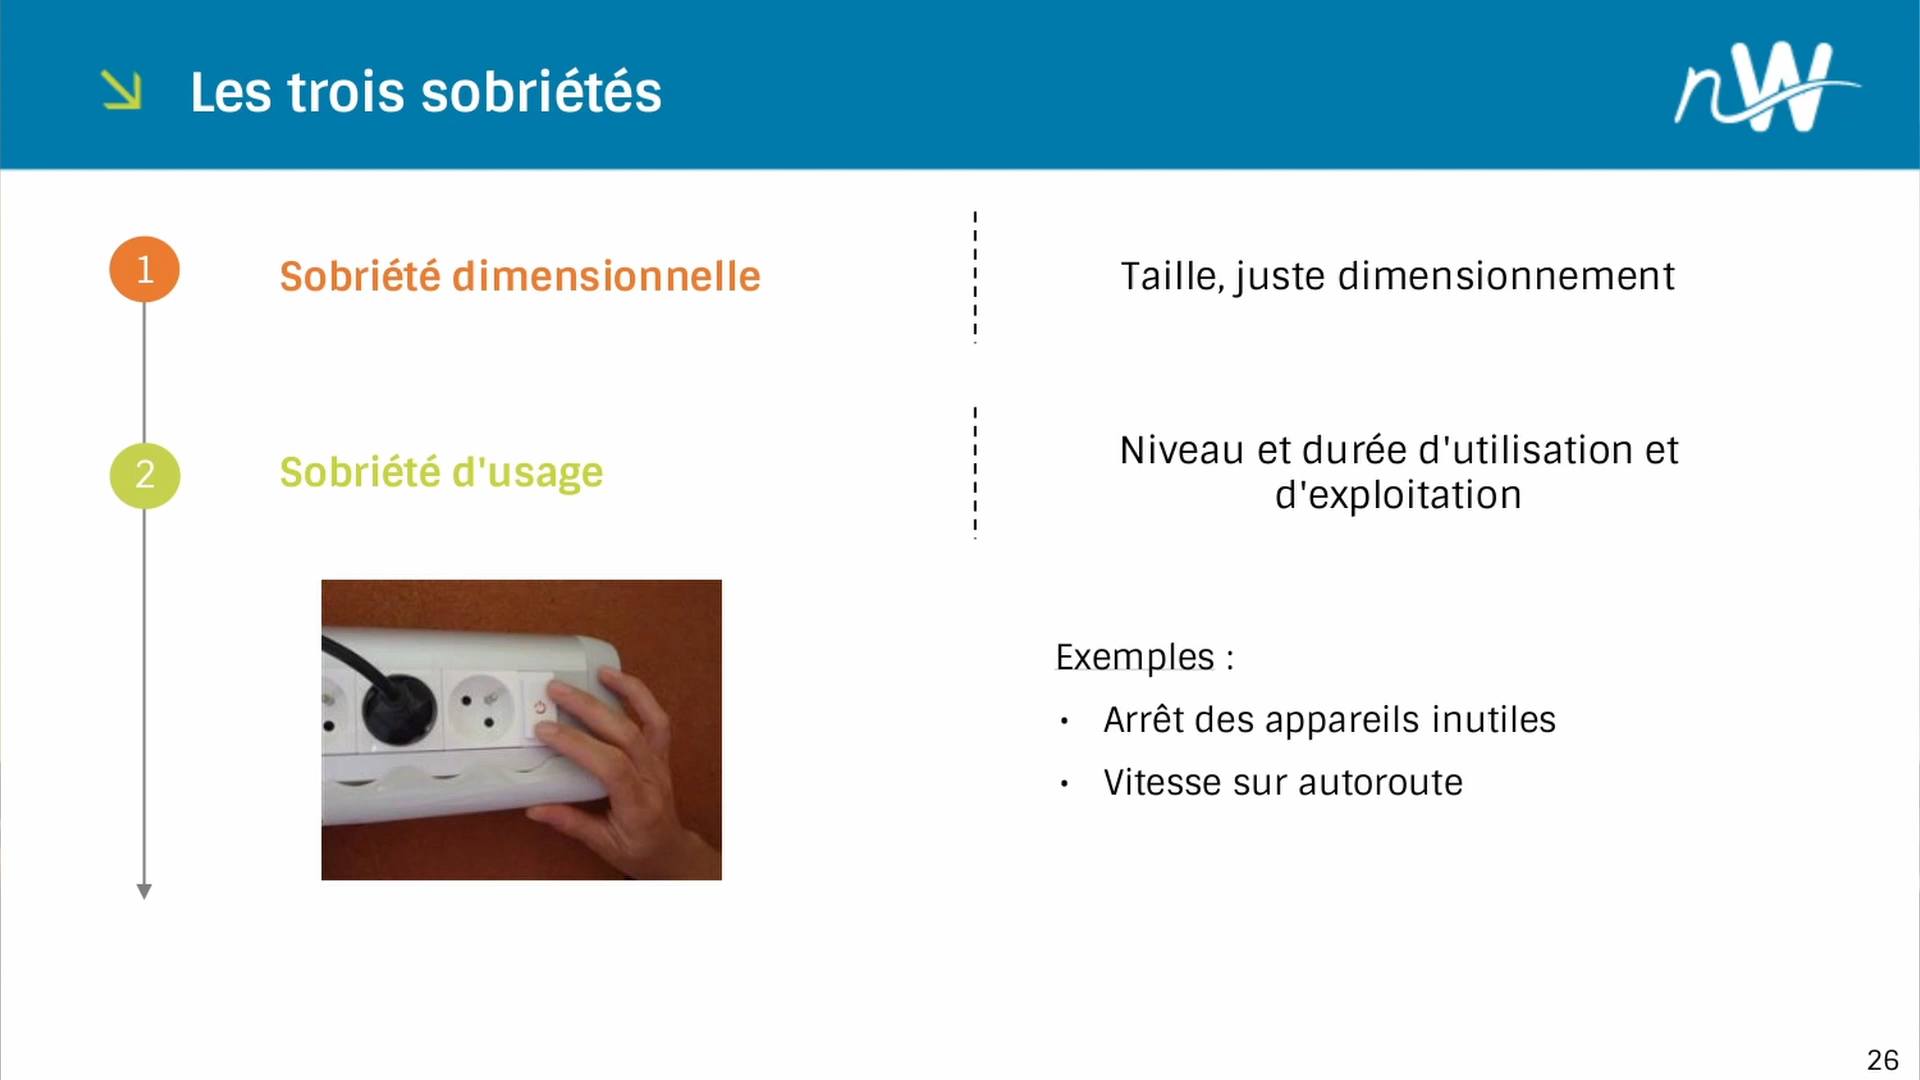 Les trois sobriétés
nW
1
Sobriété dimensionnelle
Taille, juste dimensionnement
2
Sobriété d'usage
Niveau et durée d'utilisation et
d'exploitation
Exemples :
• Arrêt des appareils inutiles
• Vitesse sur autoroute
26